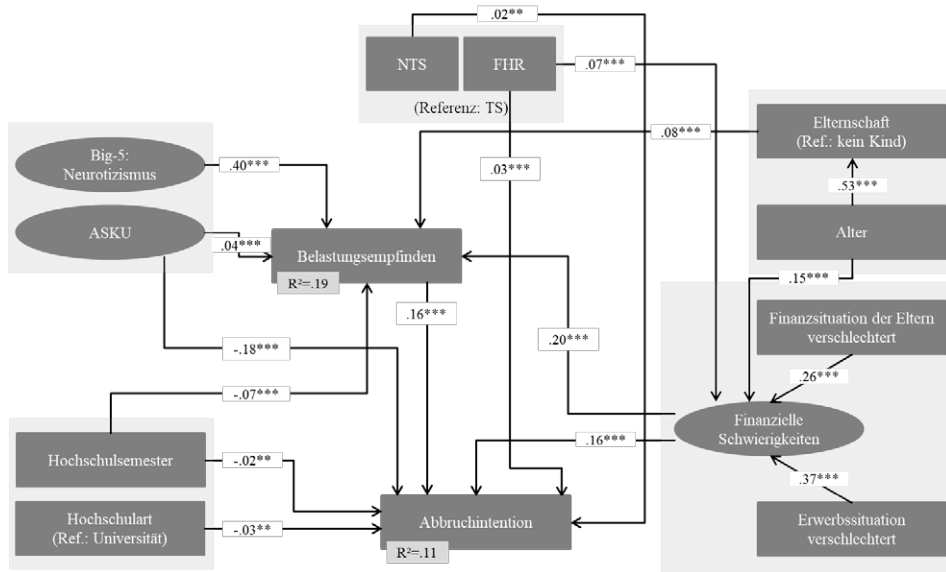 .02**
NTS
FHR
.07***
(Referenz: TS)
Elternschaft
(Ref.: kein Kind)
.08***
Big-5:
Neurotizismus
.40***
.03***
.53***
ASKU
Alter
.04***
Belastungsempfinden
R²=.19
.15***
.16***
Finanzsituation der Eltern
verschlechtert
.20***
-.18***
.26***
-.07***
Finanzielle
Schwierigkeiten
.16***
Hochschulsemester
-.02**
.37***
Hochschulart
(Ref.: Universität)
-.03**
Abbruchintention
R²=.11
Erwerbssituation
verschlechtert